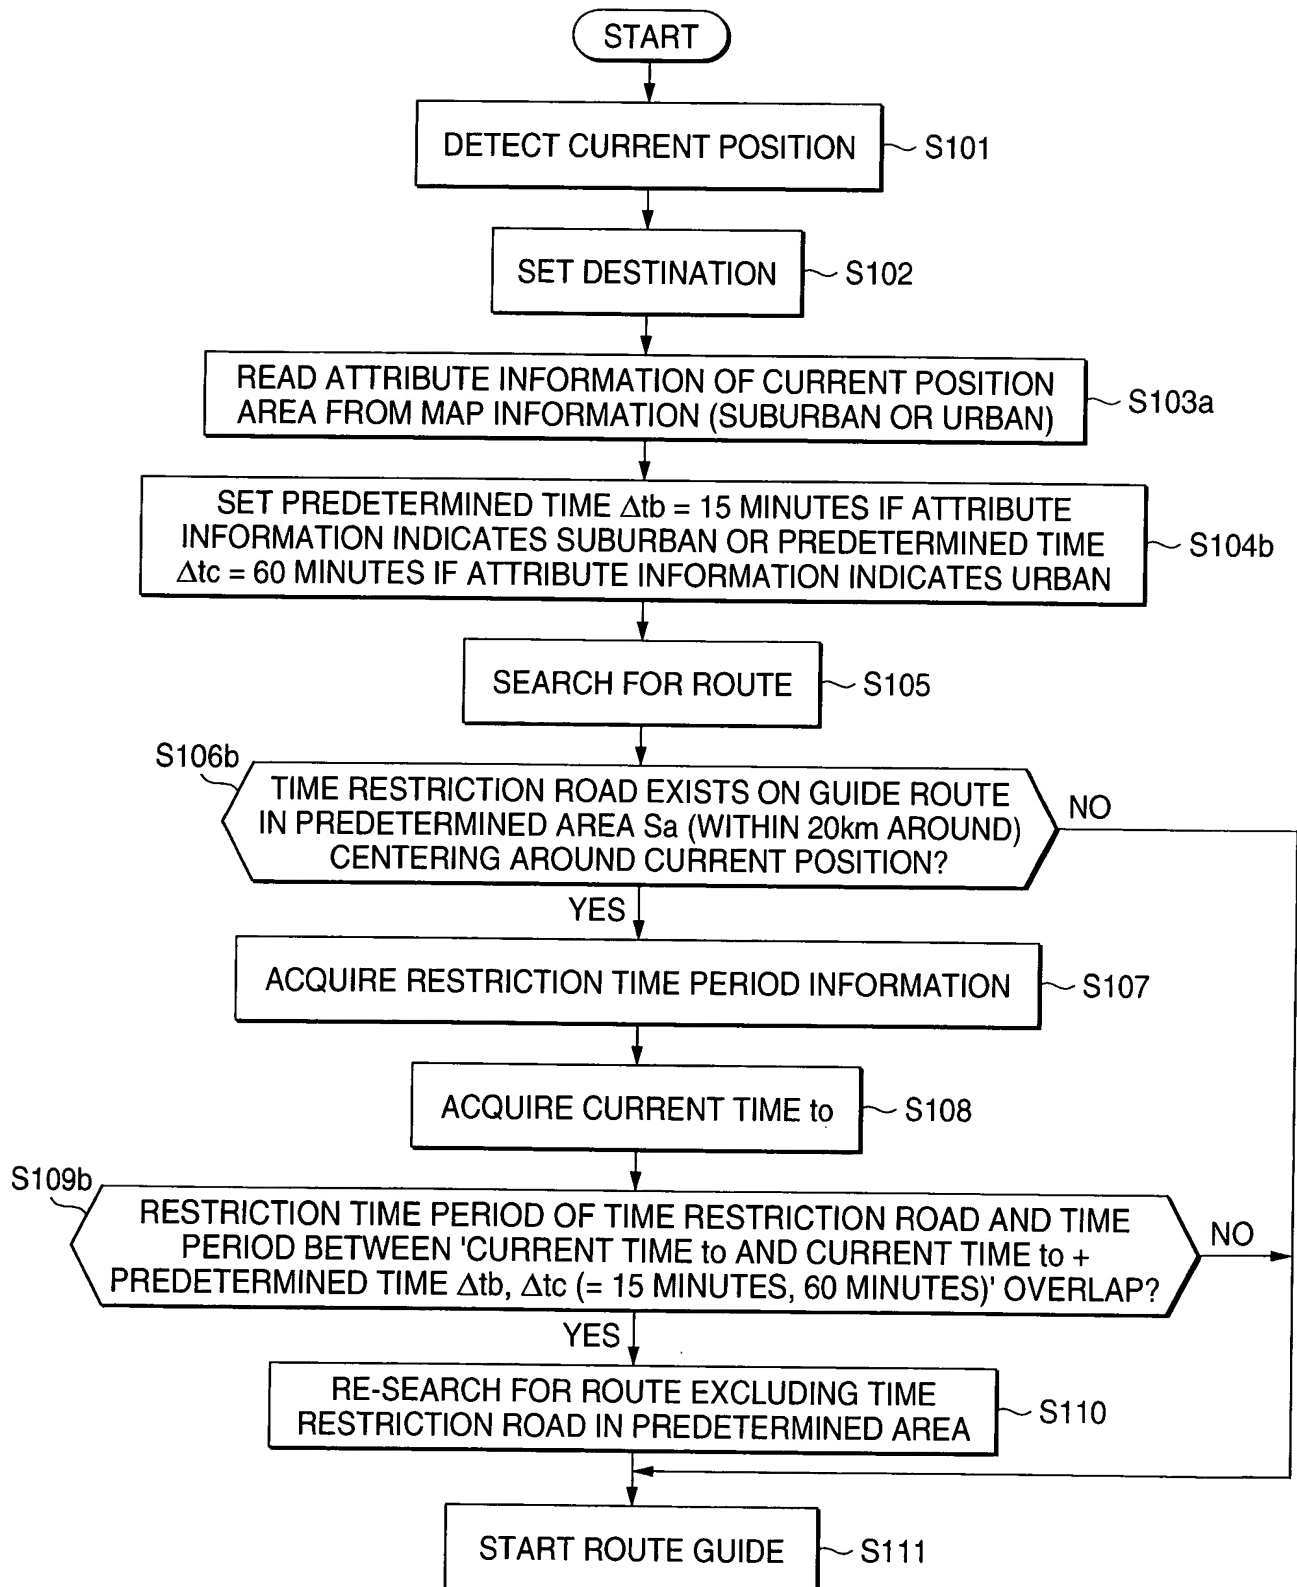 START
DETECT CURRENT POSITION
S101
SET DESTINATION
S102
READ ATTRIBUTE INFORMATION OF CURRENT POSITION
AREA FROM MAP INFORMATION (SUBURBAN OR URBAN)
S103a
SET PREDETERMINED TIME Δtb = 15 MINUTES IF ATTRIBUTE
INFORMATION INDICATES SUBURBAN OR PREDETERMINED TIME
Δtc = 60 MINUTES IF ATTRIBUTE INFORMATION INDICATES URBAN
S104b
SEARCH FOR ROUTE
S105
S106b
TIME RESTRICTION ROAD EXISTS ON GUIDE ROUTE
IN PREDETERMINED AREA Sa (WITHIN 20km AROUND)
CENTERING AROUND CURRENT POSITION?
NO
YES
ACQUIRE RESTRICTION TIME PERIOD INFORMATION
S107
ACQUIRE CURRENT TIME to
S108
S109b
RESTRICTION TIME PERIOD OF TIME RESTRICTION ROAD AND TIME
PERIOD BETWEEN 'CURRENT TIME to AND CURRENT TIME to +
PREDETERMINED TIME Δtb, Δtc (= 15 MINUTES, 60 MINUTES)' OVERLAP?
NO
YES
RE-SEARCH FOR ROUTE EXCLUDING TIME
RESTRICTION ROAD IN PREDETERMINED AREA
S110
START ROUTE GUIDE
S111